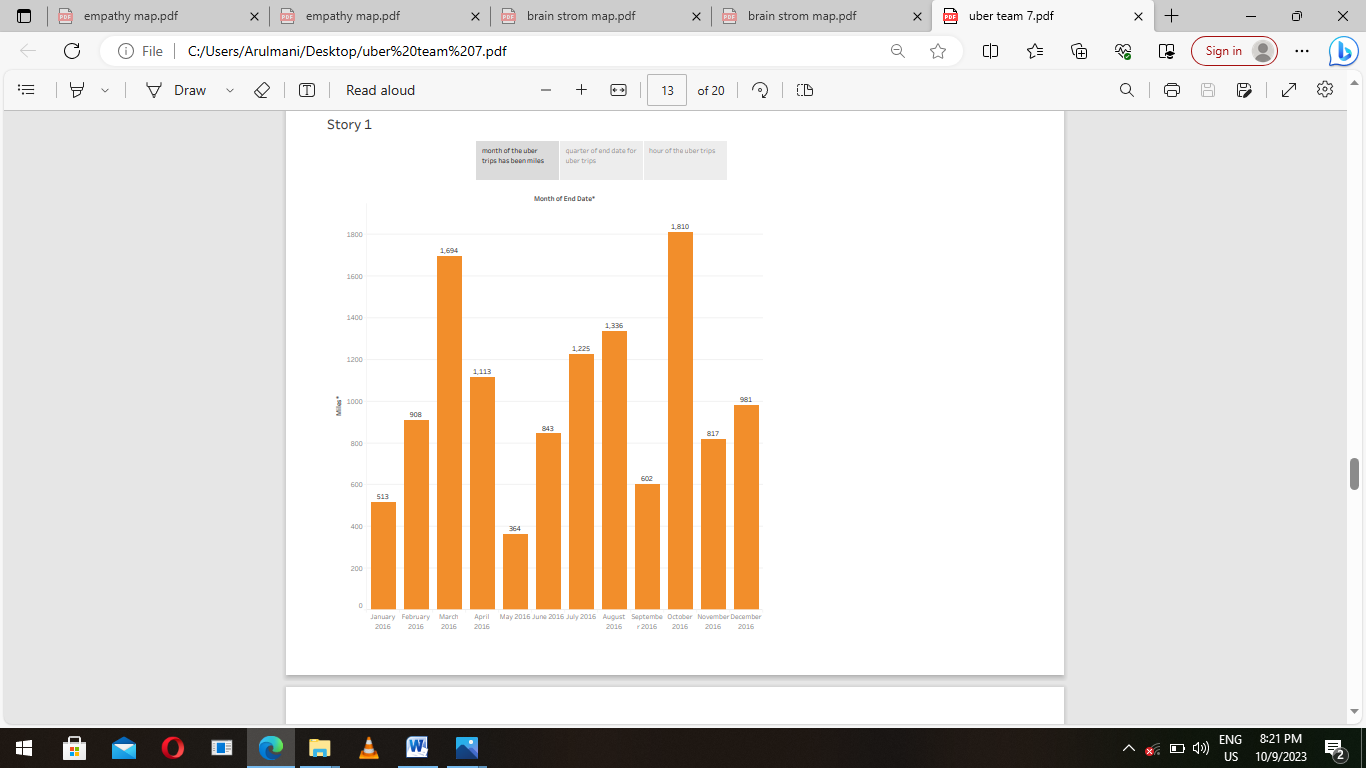 empathy map.pdf
empathy map.pdf
brain strom map.pdf
brain strom map.pdf
uber team 7.pdf
File
C:/Users/Arulmani/Desktop/uber%20team%207.pdf
Sign in
Draw
Read aloud
13
of 20
Story 1
month of the uber
trips has been miles
quarter of end date for
uber trips
hour of the uber trips
Month of End Date*
Miles*
1800
1600
1400
1200
1000
800
600
400
200
0
513
908
1,694
1,113
364
843
1,225
1,336
602
1,810
817
981
January
2016
February
2016
March
2016
April
2016
May 2016
June 2016
July 2016
August
2016
Septembe
r 2016
October
2016
November
2016
December
2016
ENG
US
8:21 PM
10/9/2023
2